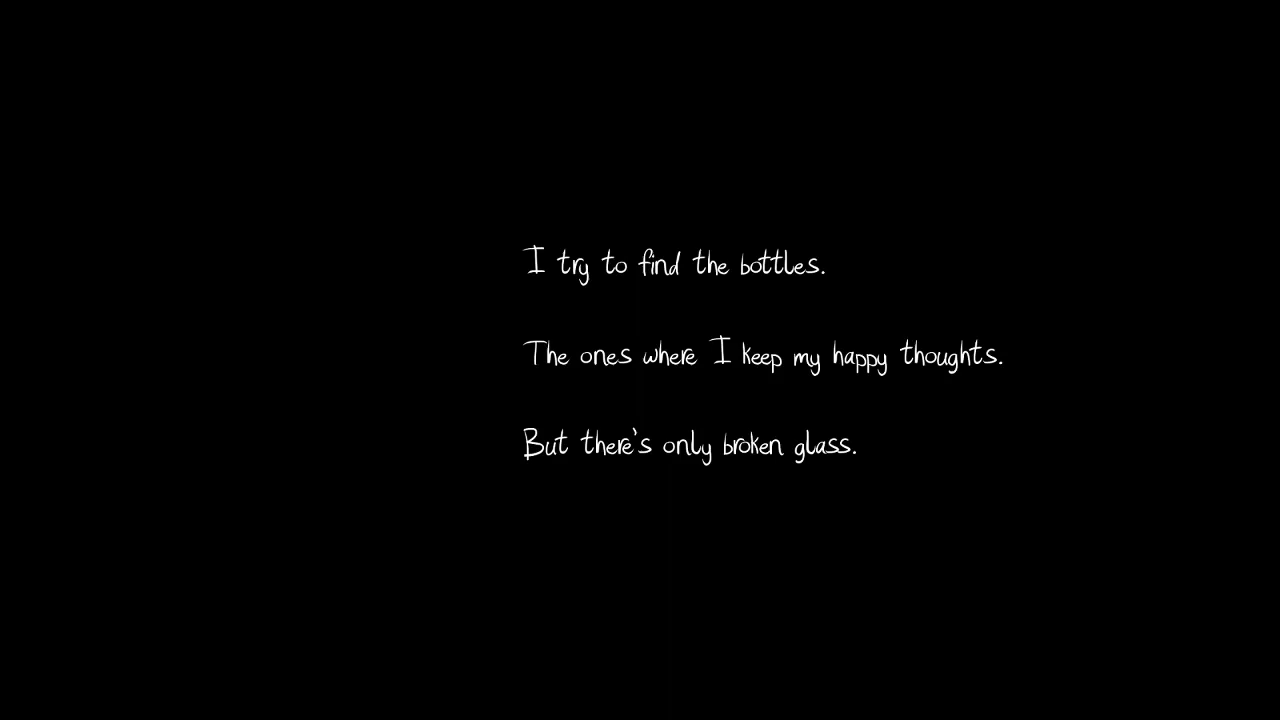 I try to find the bottles.
The ones where I keep my happy thoughts.
But there's only broken glass.